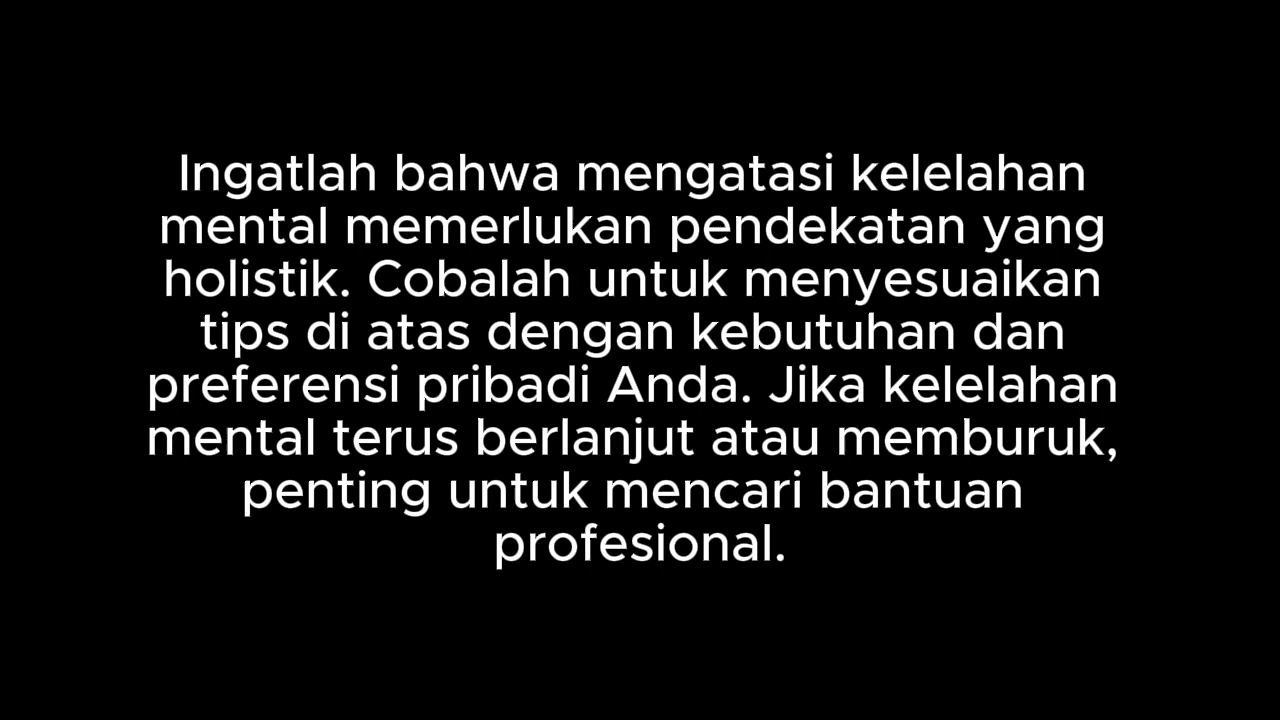 Ingatlah bahwa mengatasi kelelahan
mental memerlukan pendekatan yang
holistik. Cobalah untuk menyesuaikan
tips di atas dengan kebutuhan dan
preferensi pribadi Anda. Jika kelelahan
mental terus berlanjut atau memburuk,
penting untuk mencari bantuan
profesional.